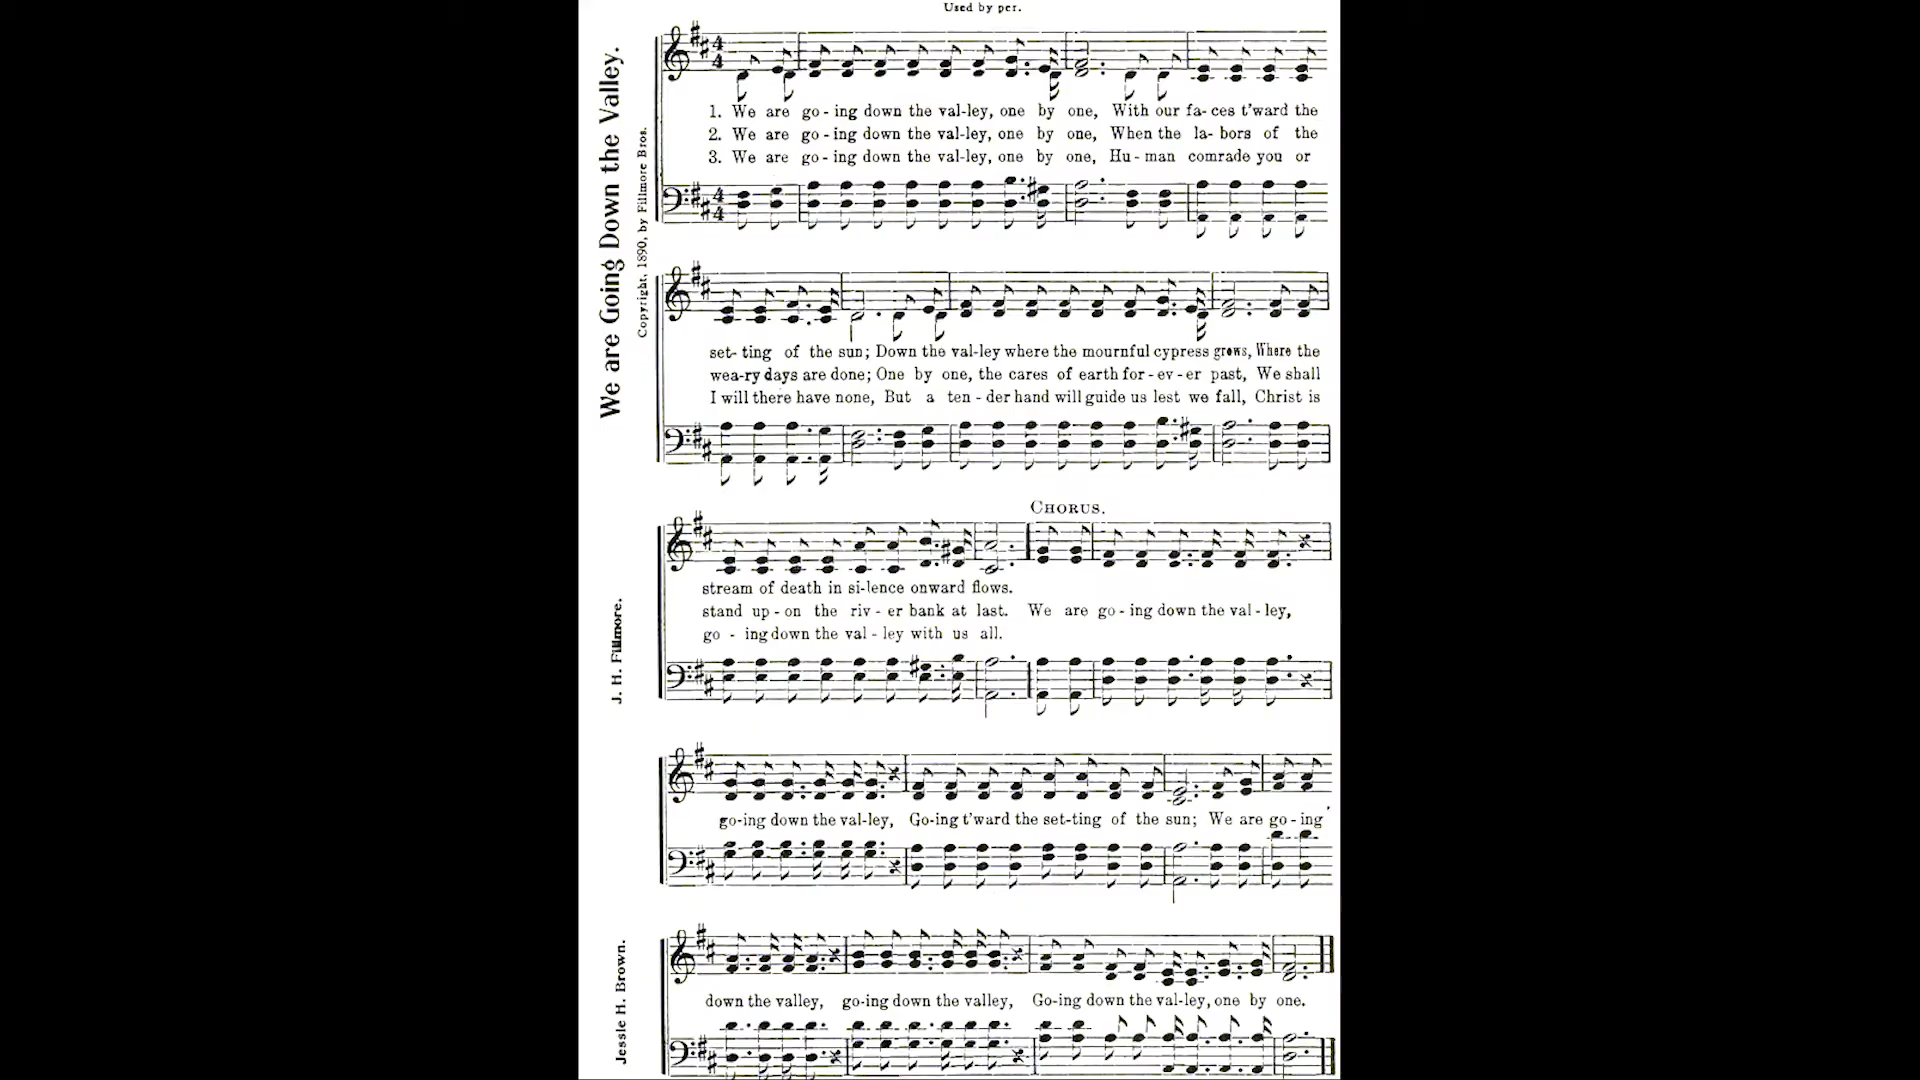 Used by per.
We are Going Down the Valley.
Copyright, 1890, by Fillmore Bros.
1. We are go - ing down the val-ley, one by one, With our fa- ces t'ward the
2. We are go - ing down the val-ley, one by one, When the la- bors of the
3. We are go - ing down the val-ley, one by one, Hu - man comrade you or
set- ting of the sun; Down the val-ley where the mournful cypress grows, Where the
wea-ry days are done; One by one, the cares of earth for - ev - er past, We shall
I will there have none, But a ten - der hand will guide us lest we fall, Christ is
J. H. Fillmore.
CHORUS.
stream of death in si-lence onward flows.
stand up - on the riv - er bank at last. We are go - ing down the val - ley,
go - ing down the val - ley with us all.
go-ing down the val-ley, Go-ing t'ward the set-ting of the sun; We are go - ing
Jessie H. Brown.
down the valley, go-ing down the valley, Go-ing down the val-ley, one by one.